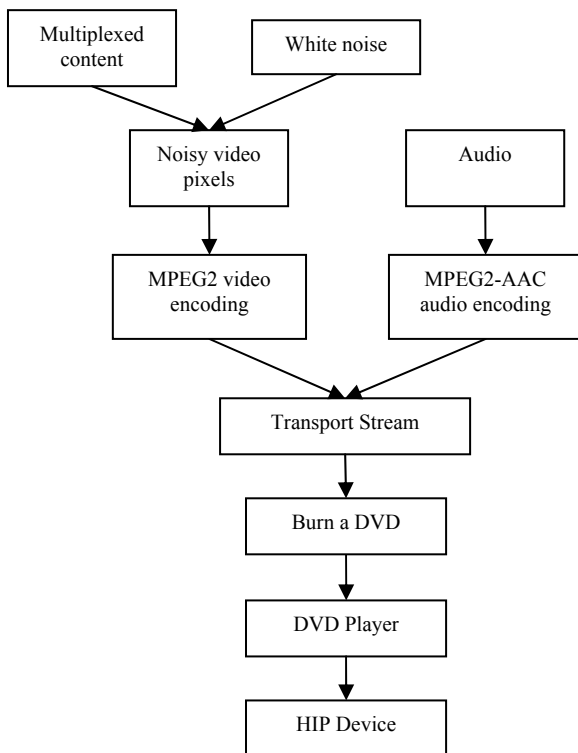 Multiplexed
content
White noise
Noisy video
pixels
Audio
MPEG2 video
encoding
MPEG2-AAC
audio encoding
Transport Stream
Burn a DVD
DVD Player
HIP Device